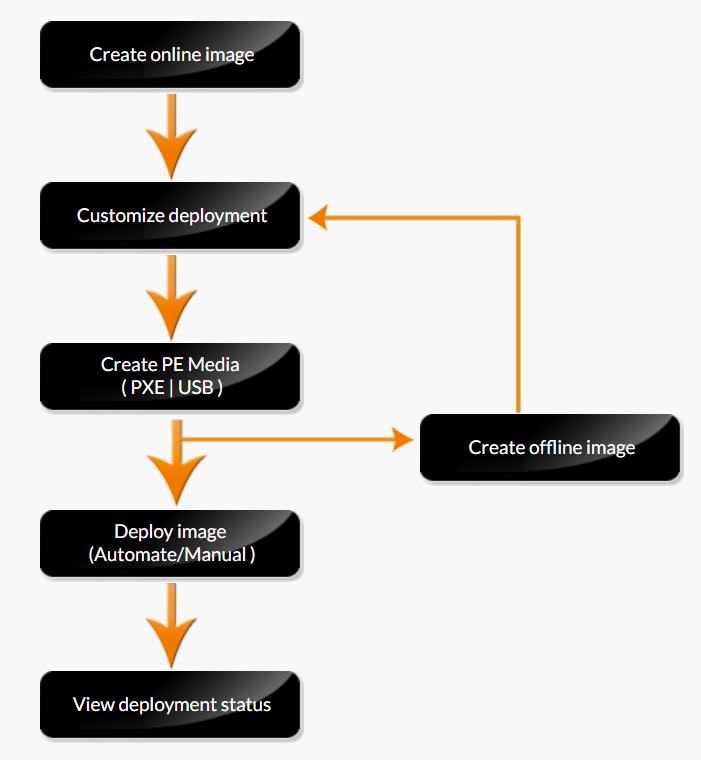 Create online image
Customize deployment
Create PE Media
( PXE | USB )
Create offline image
Deploy image
(Automate/Manual )
View deployment status